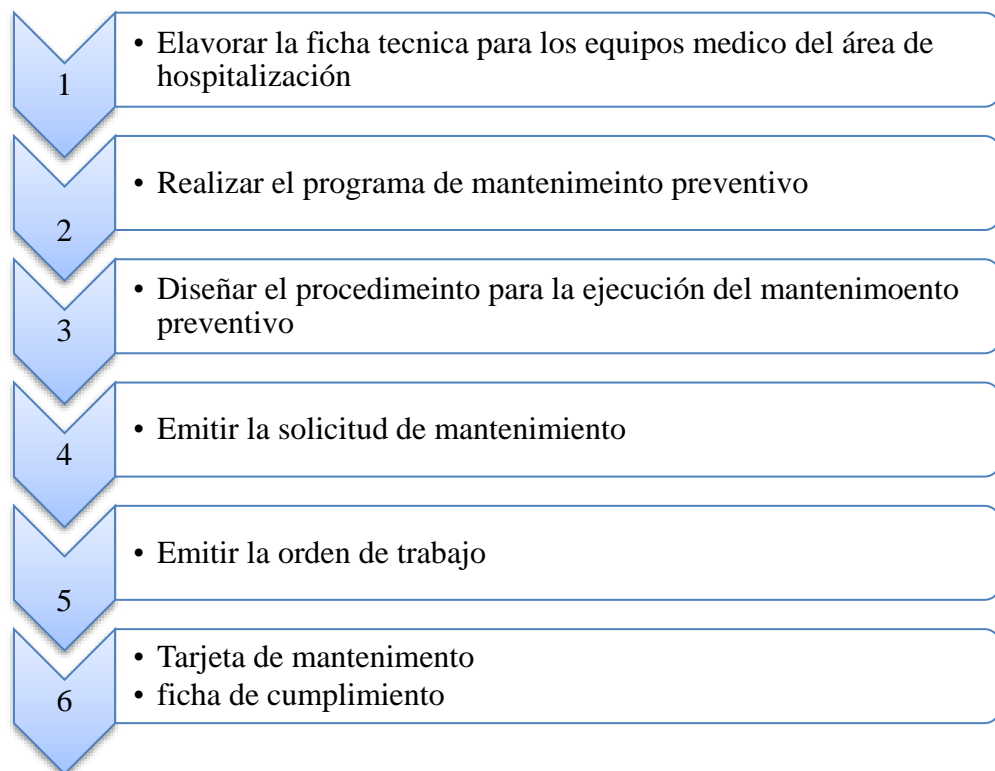 1
• Elavorar la ficha tecnica para los equipos medico del área de
hospitalización
2
• Realizar el programa de mantenimeinto preventivo
3
• Diseñar el procedimeinto para la ejecución del mantenimoento
preventivo
4
• Emitir la solicitud de mantenimiento
5
• Emitir la orden de trabajo
6
• Tarjeta de mantenimento
• ficha de cumplimiento